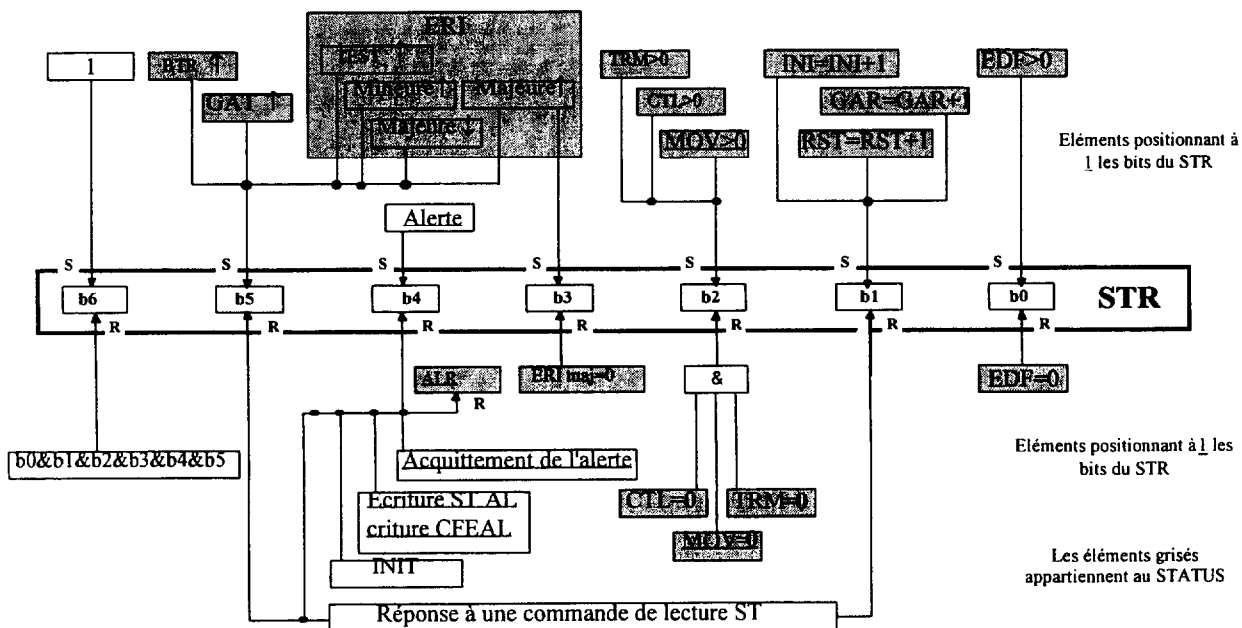 ERI
1
BTR ⇑
TEST ↑
TRM>0
INI=INI+1
EDF>0
GAT ↑
Mineure
Majeure
CTL>0
GAR=GAR+1
Majeure ↓
MOV>0
RST=RST+1
Eléments positionnant à
1 les bits du STR
Alerte
S S S S S S S
b6 b5 b4 b3 b2 b1 b0 STR
R R R R R R R
ALR
R
ERI maj=0
&
EDF=0
b0&b1&b2&b3&b4&b5
Acquittement de l'alerte
Eléments positionnant à 1 les
bits du STR
Ecriture ST AL
criture CFEAL
CTL=0
TRM=0
MOV=0
INIT
Les éléments grisés
appartiennent au STATUS
Réponse à une commande de lecture ST